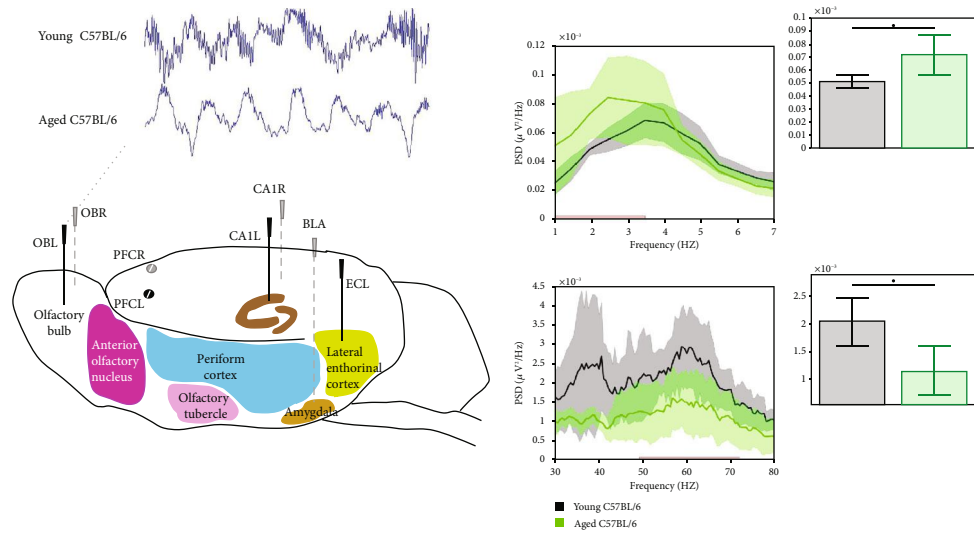 Young C57BL/6
Aged C57BL/6
OBR
OBL
CA1R
CA1L
BLA
ECL
PFCR
PFCL
Olfactory
bulb
Anterior
olfactory
nucleus
Periform
cortex
Olfactory
tubercle
Lateral
enthorinal
cortex
Amygdala
×10⁻³
0.12
0.1
0.08
0.06
0.04
0.02
0
PSD (µ V²/Hz)
1 2 3 4 5 6 7
Frequency (HZ)
×10⁻³
0.1
0.09
0.08
0.07
0.06
0.05
0.04
0.03
0.02
0.01
0
×10⁻³
4.5
4
3.5
3
2.5
2
1.5
1
0.5
0
PSD (µ V²/Hz)
30 40 50 60 70 80
Frequency (HZ)
×10⁻³
2.5
1.5
1
Young C57BL/6
Aged C57BL/6